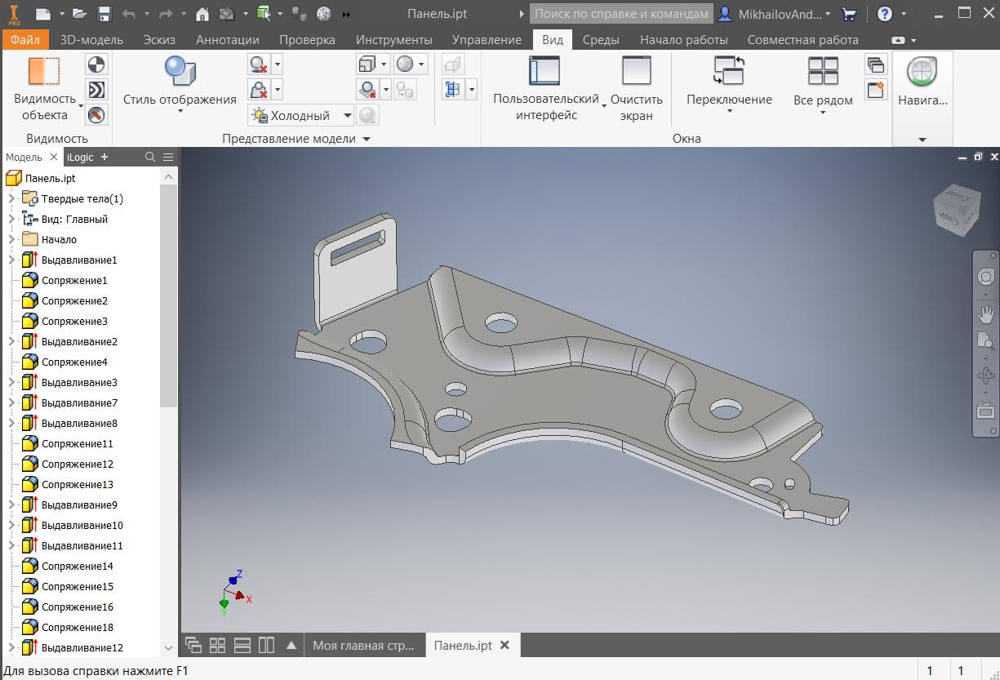 PRO
Панель.ipt
Поиск по справке и командам
MikhailovAnd...
Файл 3D-модель Эскиз Аннотации Проверка Инструменты Управление Вид Среды Начало работы Совместная работа
Видимость
объекта
Стиль отображения
Холодный
Пользовательский
интерфейс
Очистить
экран
Переключение
Все рядом
Навига...
Видимость
Представление модели
Окна
Модель
iLogic
Панель.ipt
Твердые тела(1)
Вид: Главный
Начало
Выдавливание1
Сопряжение1
Сопряжение2
Сопряжение3
Выдавливание2
Сопряжение4
Выдавливание3
Выдавливание7
Выдавливание8
Сопряжение11
Сопряжение12
Сопряжение13
Выдавливание9
Выдавливание10
Выдавливание11
Сопряжение14
Сопряжение15
Сопряжение16
Сопряжение18
Выдавливание12
Z
X
Y
Моя главная стр...
Панель.ipt
Для вызова справки нажмите F1
1 1